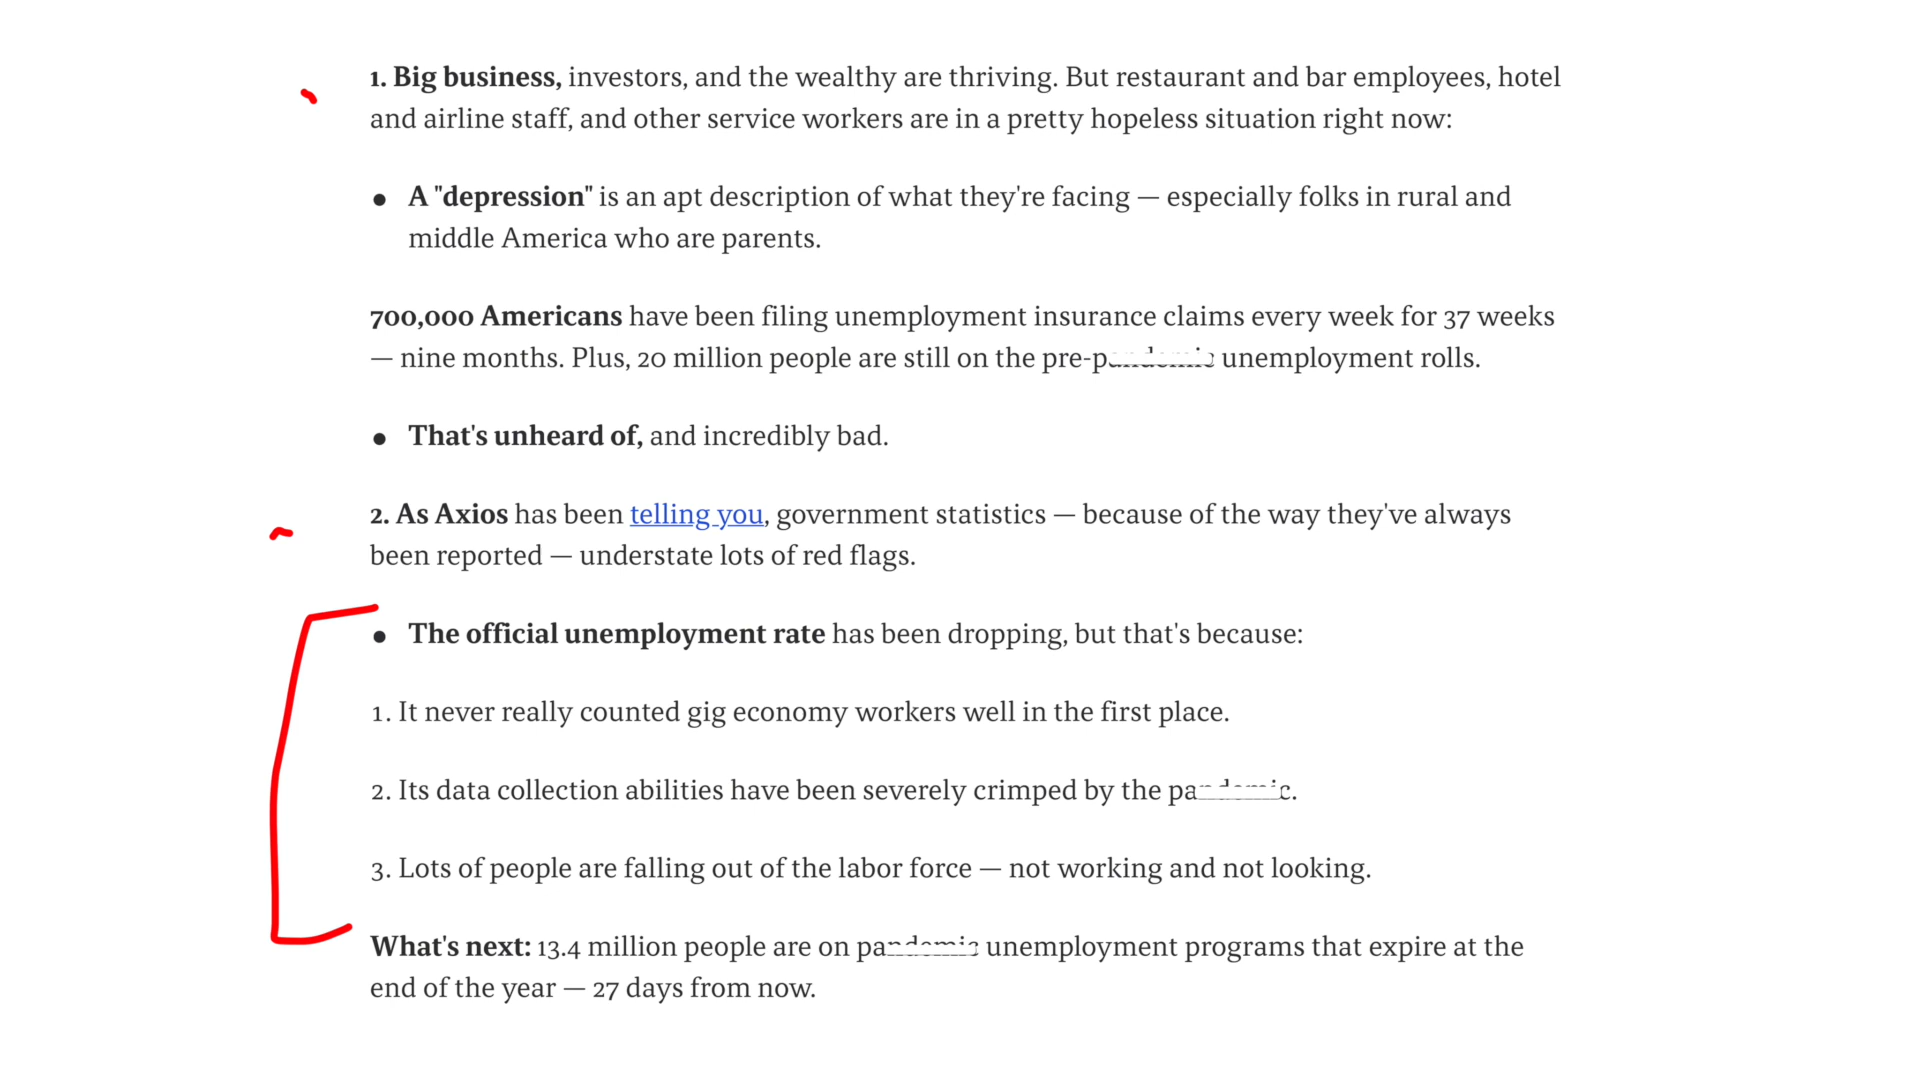 1. Big business, investors, and the wealthy are thriving. But restaurant and bar employees, hotel
and airline staff, and other service workers are in a pretty hopeless situation right now:
● A "depression" is an apt description of what they're facing — especially folks in rural and
middle America who are parents.
700,000 Americans have been filing unemployment insurance claims every week for 37 weeks
— nine months. Plus, 20 million people are still on the pre-pandemic unemployment rolls.
● That's unheard of, and incredibly bad.
2. As Axios has been telling you, government statistics — because of the way they've always
been reported — understate lots of red flags.
● The official unemployment rate has been dropping, but that's because:
1. It never really counted gig economy workers well in the first place.
2. Its data collection abilities have been severely crimped by the pandemic.
3. Lots of people are falling out of the labor force — not working and not looking.
What's next: 13.4 million people are on pandemic unemployment programs that expire at the
end of the year — 27 days from now.